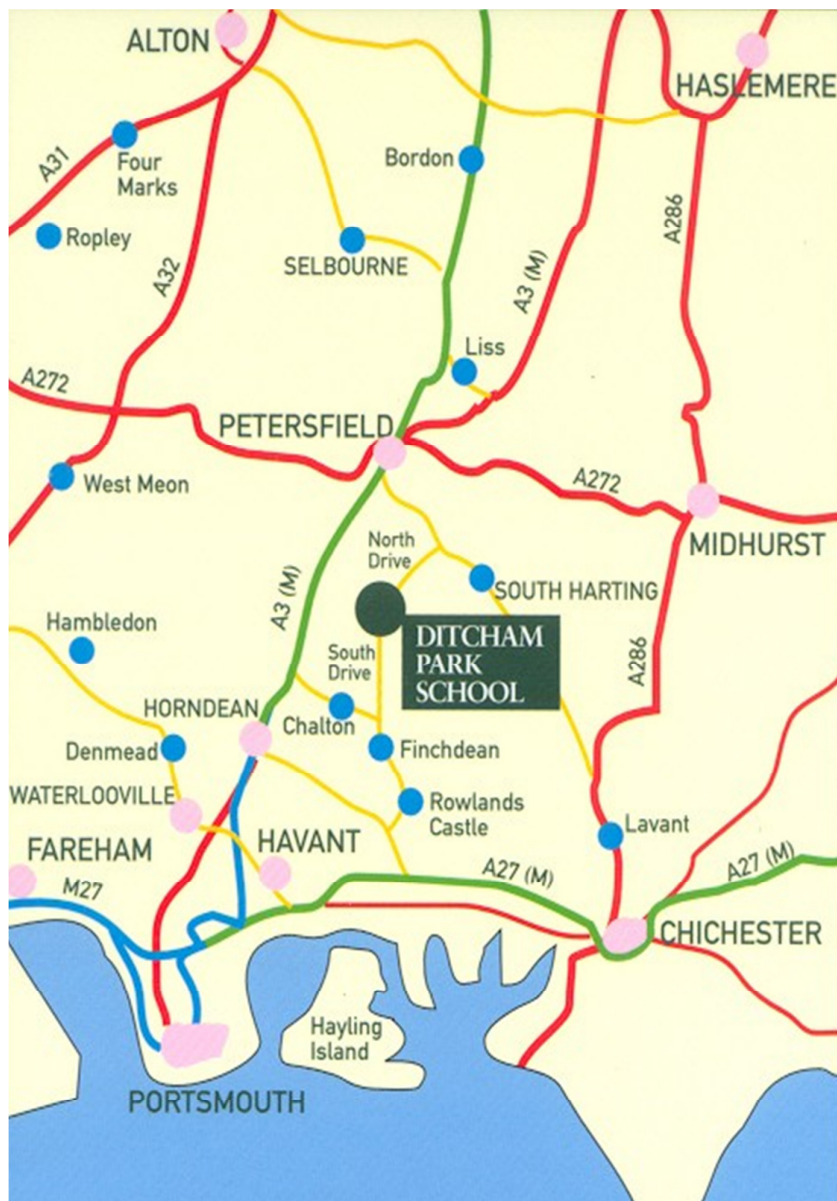 ALTON
HASLEMERE
A31
Four
Marks
Bordon
Ropley
A32
SELBOURNE
A3 (M)
A286
Liss
A272
PETERSFIELD
West Meon
A272
MIDHURST
North
Drive
SOUTH HARTING
A3 (M)
Hambledon
DITCHAM
PARK
SCHOOL
South
Drive
A286
HORNDEAN
Chalton
Denmead
Finchdean
WATERLOOVILLE
Rowlands
Castle
Lavant
FAREHAM
HAVANT
A27 (M)
A27 (M)
M27
CHICHESTER
Hayling
Island
PORTSMOUTH